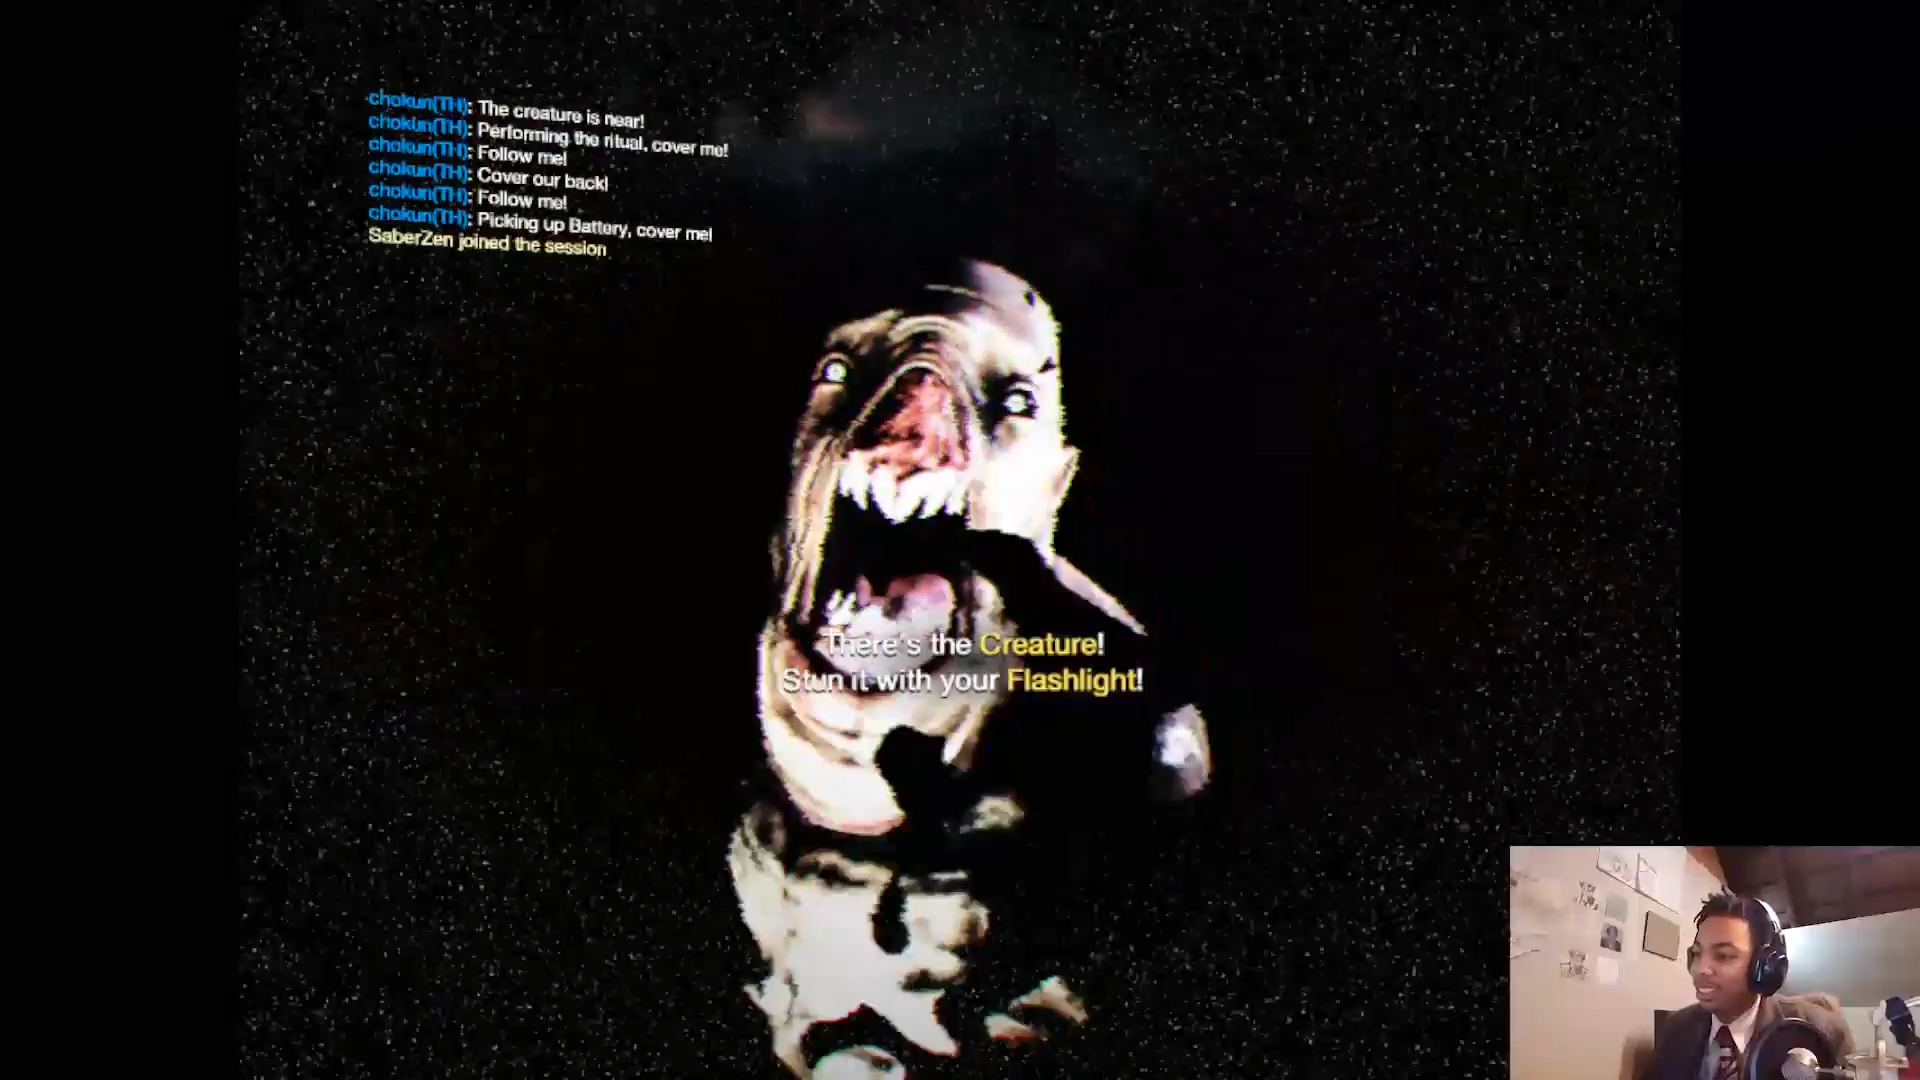 chokun(TH): The creature is near!
chokun(TH): Performing the ritual, cover me!
chokun(TH): Follow me!
chokun(TH): Cover our back!
chokun(TH): Follow me!
chokun(TH): Picking up Battery, cover me!
SaberZen joined the session
There's the Creature!
Stun it with your Flashlight!